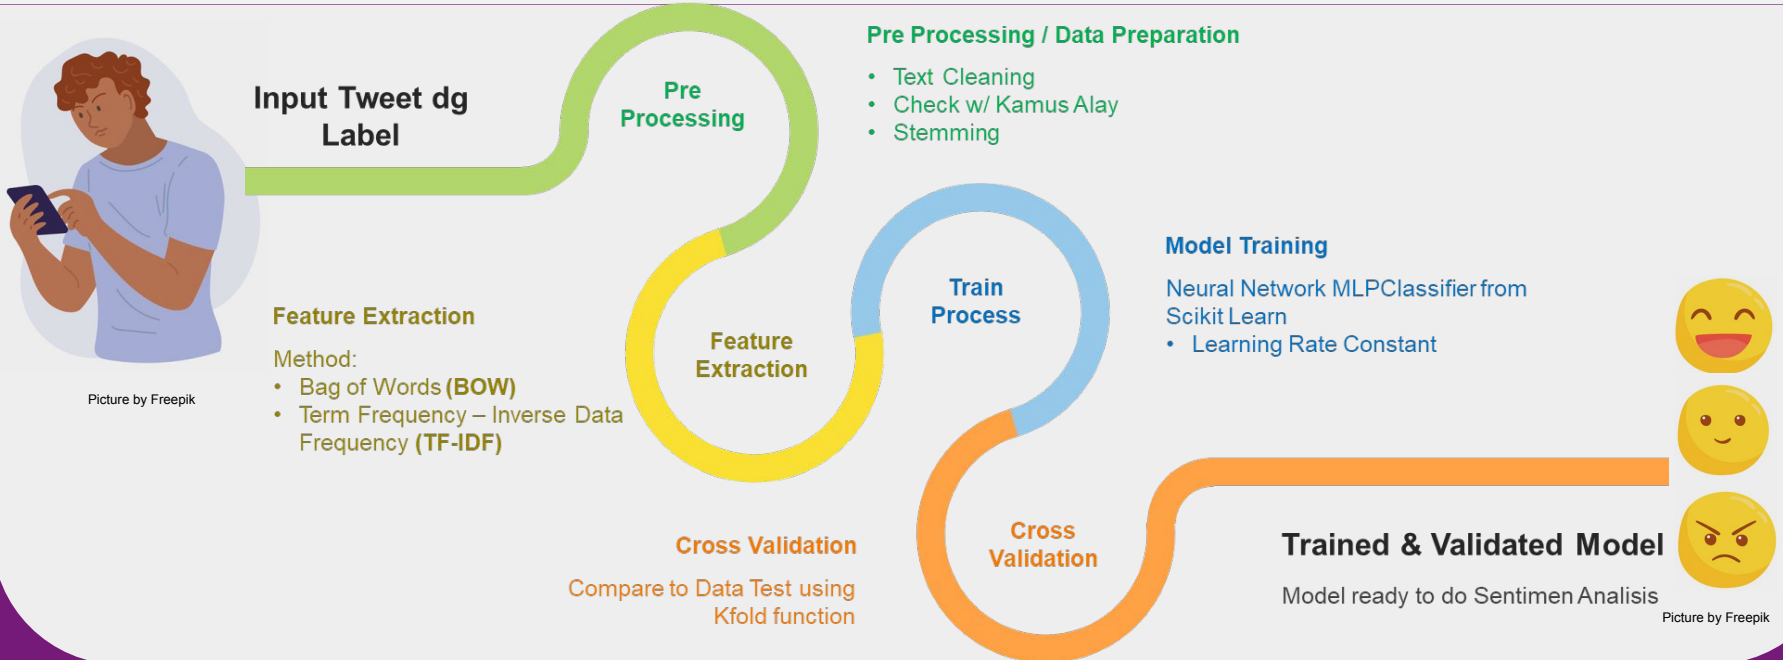 Input Tweet dg
Label
Pre
Processing
Pre Processing / Data Preparation
• Text Cleaning
• Check w/ Kamus Alay
• Stemming
Feature Extraction
Method:
• Bag of Words (BOW)
• Term Frequency – Inverse Data
Frequency (TF-IDF)
Feature
Extraction
Train
Process
Model Training
Neural Network MLPClassifier from
Scikit Learn
• Learning Rate Constant
Picture by Freepik
Cross Validation
Compare to Data Test using
Kfold function
Cross
Validation
Trained & Validated Model
Model ready to do Sentimen Analisis
Picture by Freepik